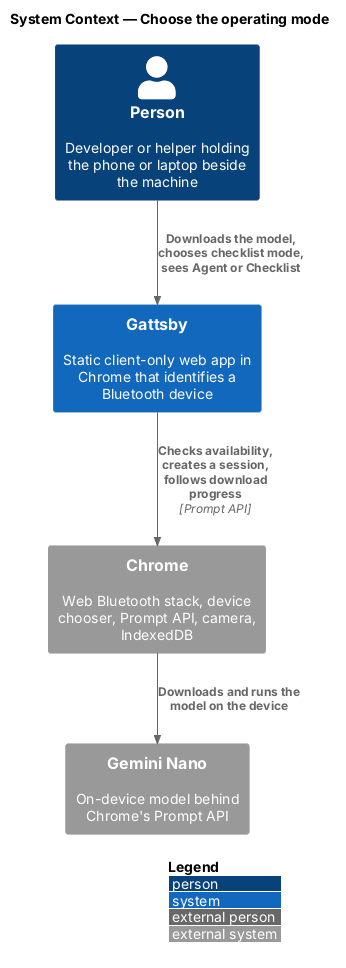 System Context — Choose the operating mode
Person
Developer or helper holding
the phone or laptop beside
the machine
Downloads the model,
chooses checklist mode,
sees Agent or Checklist
Gattsby
Static client-only web app in
Chrome that identifies a
Bluetooth device
Checks availability,
creates a session,
follows download
progress
[Prompt API]
Chrome
Web Bluetooth stack, device
chooser, Prompt API, camera,
IndexedDB
Downloads and runs the
model on the device
Gemini Nano
On-device model behind
Chrome's Prompt API
Legend
person
system
external person
external system